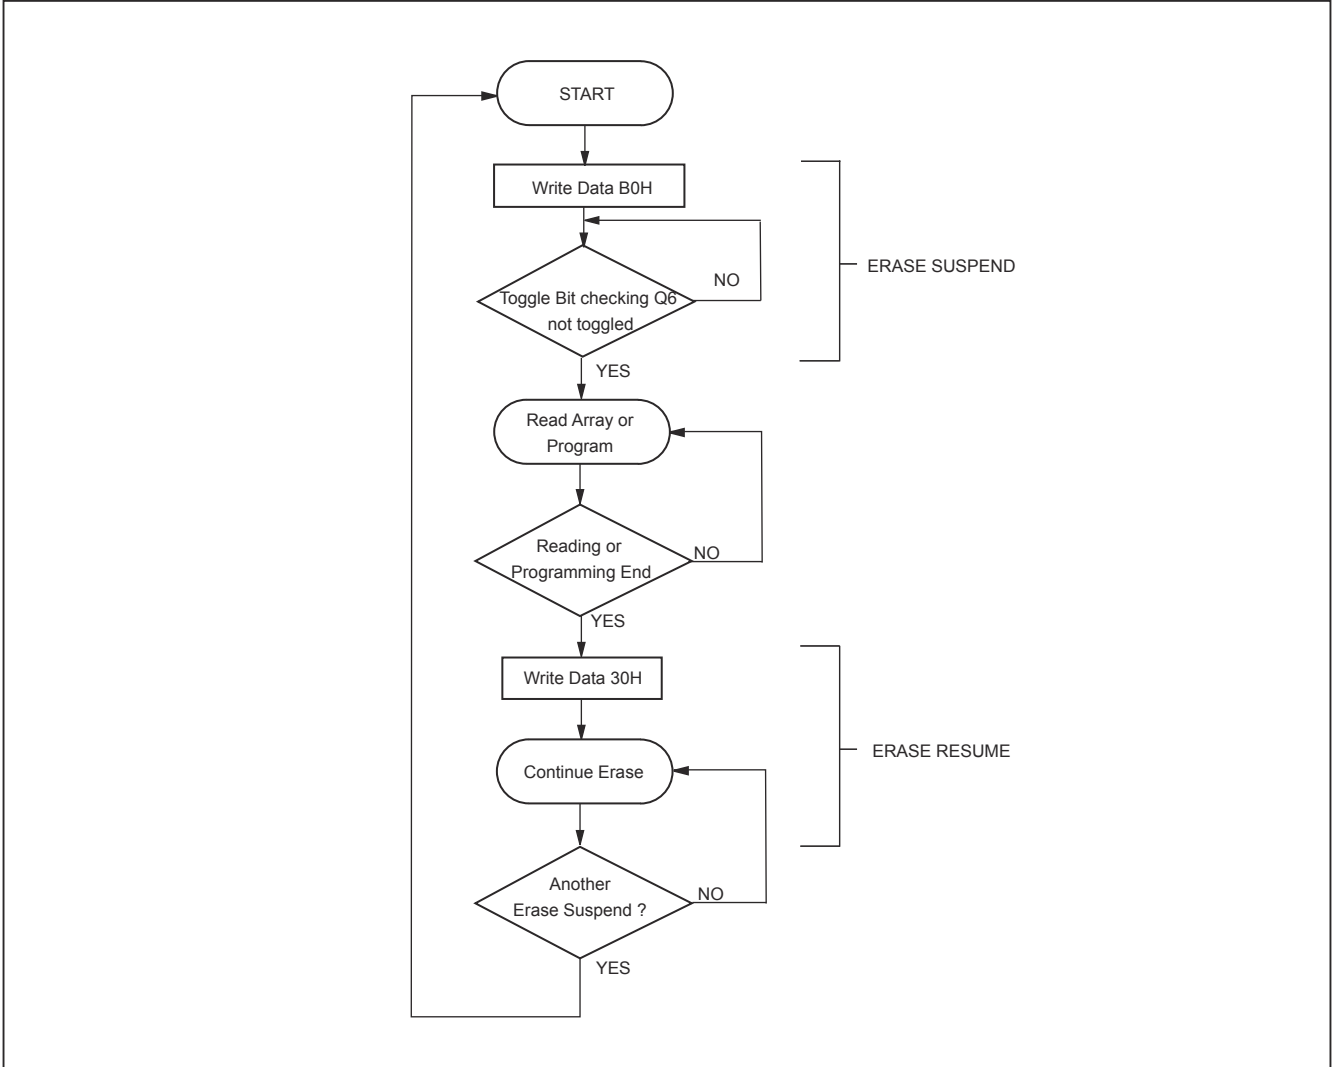 START
Write Data B0H
ERASE SUSPEND
NO
Toggle Bit checking Q6
not toggled
YES
Read Array or
Program
Reading or
NO
Programming End
YES
Write Data 30H
ERASE RESUME
Continue Erase
Another
NO
Erase Suspend ?
YES